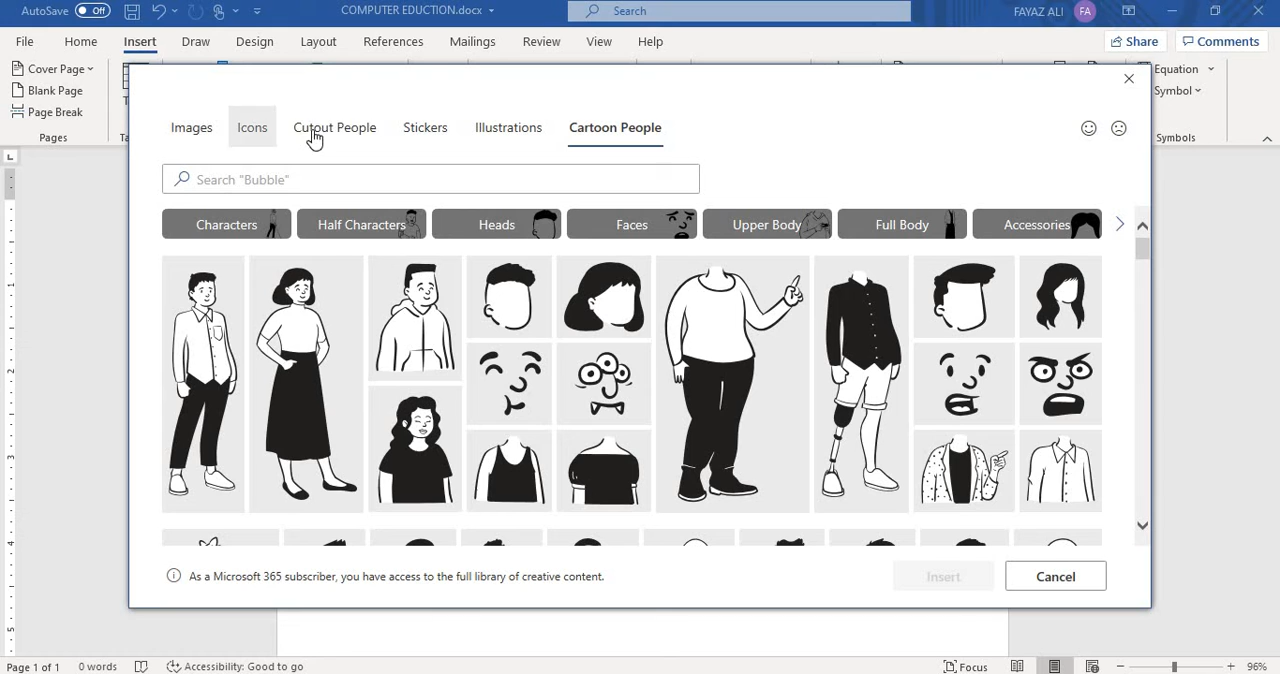 AutoSave Off COMPUTER EDUCTION.docx Search FAYAZ ALI FA
File Home Insert Draw Design Layout References Mailings Review View Help Share Comments
Cover Page
Blank Page
Page Break
Pages
Equation
Symbol
Symbols
Images Icons Cutout People Stickers Illustrations Cartoon People
Search "Bubble"
Characters Half Characters Heads Faces Upper Body Full Body Accessories
As a Microsoft 365 subscriber, you have access to the full library of creative content.
Insert Cancel
Page 1 of 1 0 words Accessibility: Good to go Focus 96%